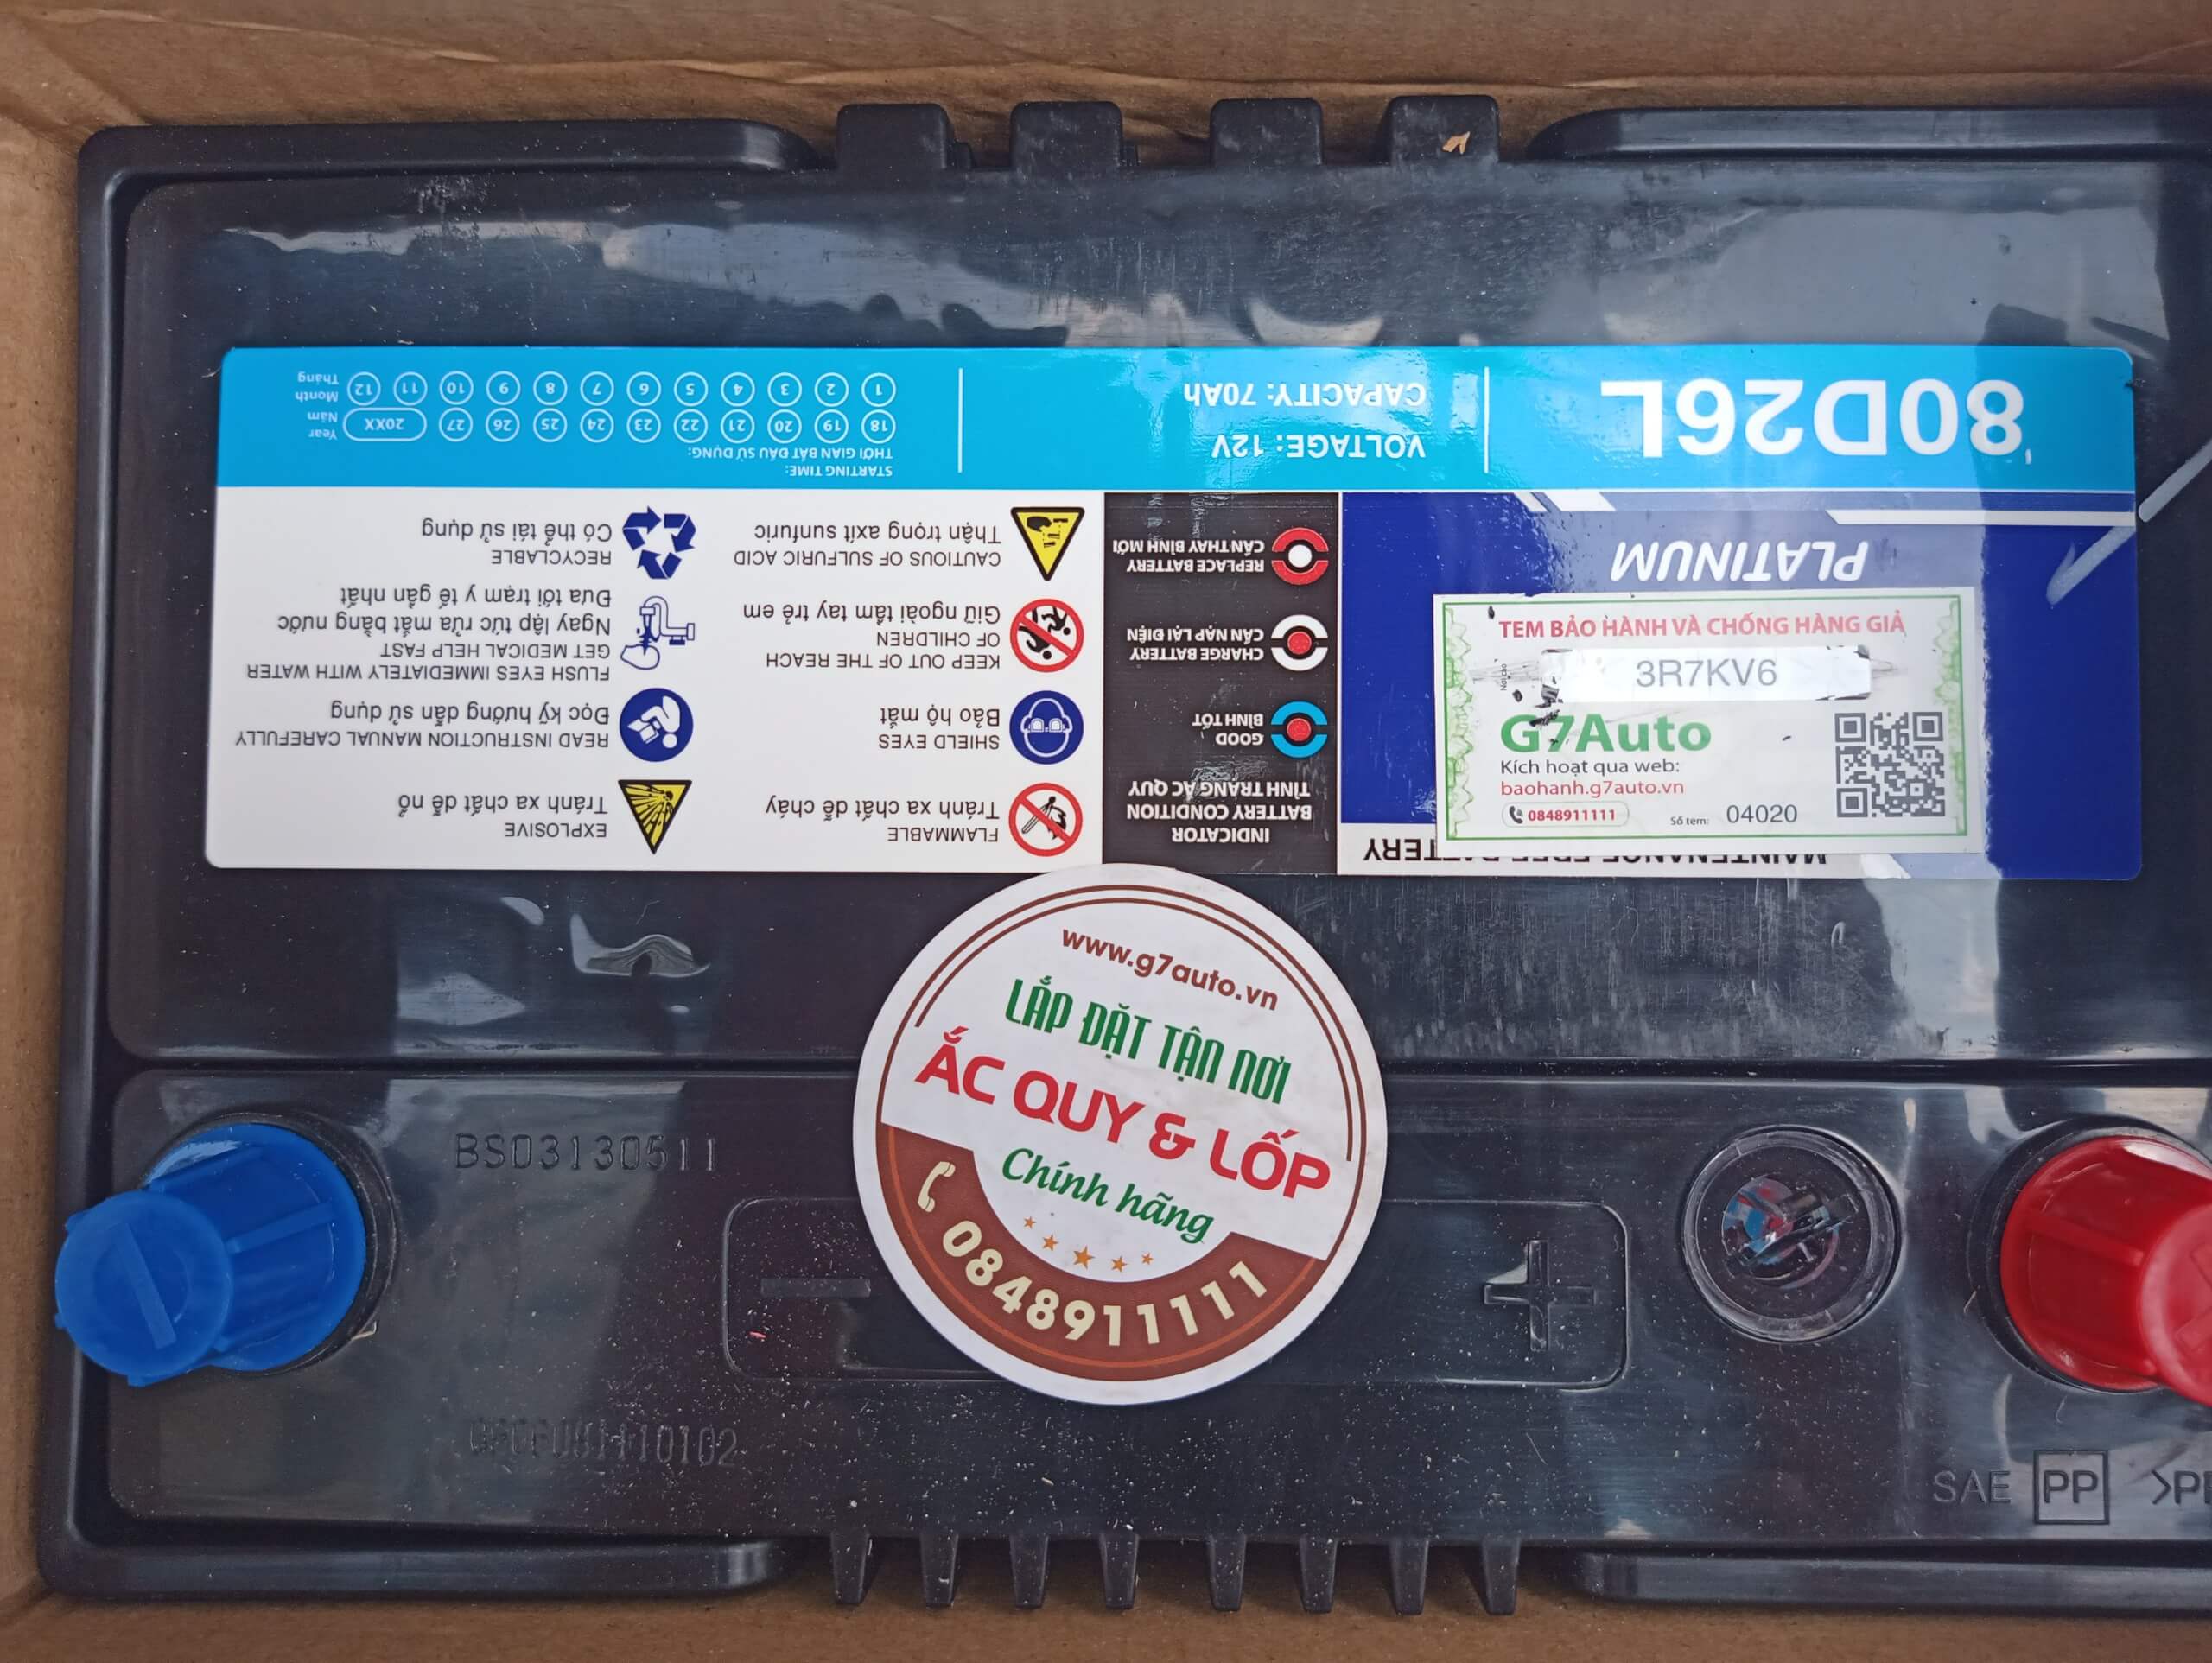 80D26L
VOLTAGE: 12V
CAPACITY: 70Ah
STARTING TIME:
THỜI GIAN BẮT ĐẦU SỬ DỤNG:
18 19 20 21 22 23 24 25 26 27 20XX Year Năm
1 2 3 4 5 6 7 8 9 10 11 12 Month Tháng
PLATINUM
MAINTENANCE FREE BATTERY
TEM BẢO HÀNH VÀ CHỐNG HÀNG GIẢ
3R7KV6
G7Auto
Kích hoạt qua web:
baohanh.g7auto.vn
0848911111
Số tem: 04020
INDICATOR
BATTERY CONDITION
TÌNH TRẠNG ẮC QUY
GOOD
BÌNH TỐT
CHARGE BATTERY
CẦN NẠP LẠI ĐIỆN
REPLACE BATTERY
CẦN THAY BÌNH MỚI
FLAMMABLE
Tránh xa chất dễ cháy
SHIELD EYES
Bảo hộ mắt
KEEP OUT OF THE REACH
OF CHILDREN
Giữ ngoài tầm tay trẻ em
CAUTIOUS OF SULFURIC ACID
Thận trọng axít sunfuric
EXPLOSIVE
Tránh xa chất dễ nổ
READ INSTRUCTION MANUAL CAREFULLY
Đọc kỹ hướng dẫn sử dụng
FLUSH EYES IMMEDIATELY WITH WATER
GET MEDICAL HELP FAST
Ngay lập tức rửa mắt bằng nước
Đưa tới trạm y tế gần nhất
RECYCLABLE
Có thể tái sử dụng
www.g7auto.vn
LẮP ĐẶT TẬN NƠI
ẮC QUY & LỐP
Chính hãng
0848911111
BS03130511
SAE PP